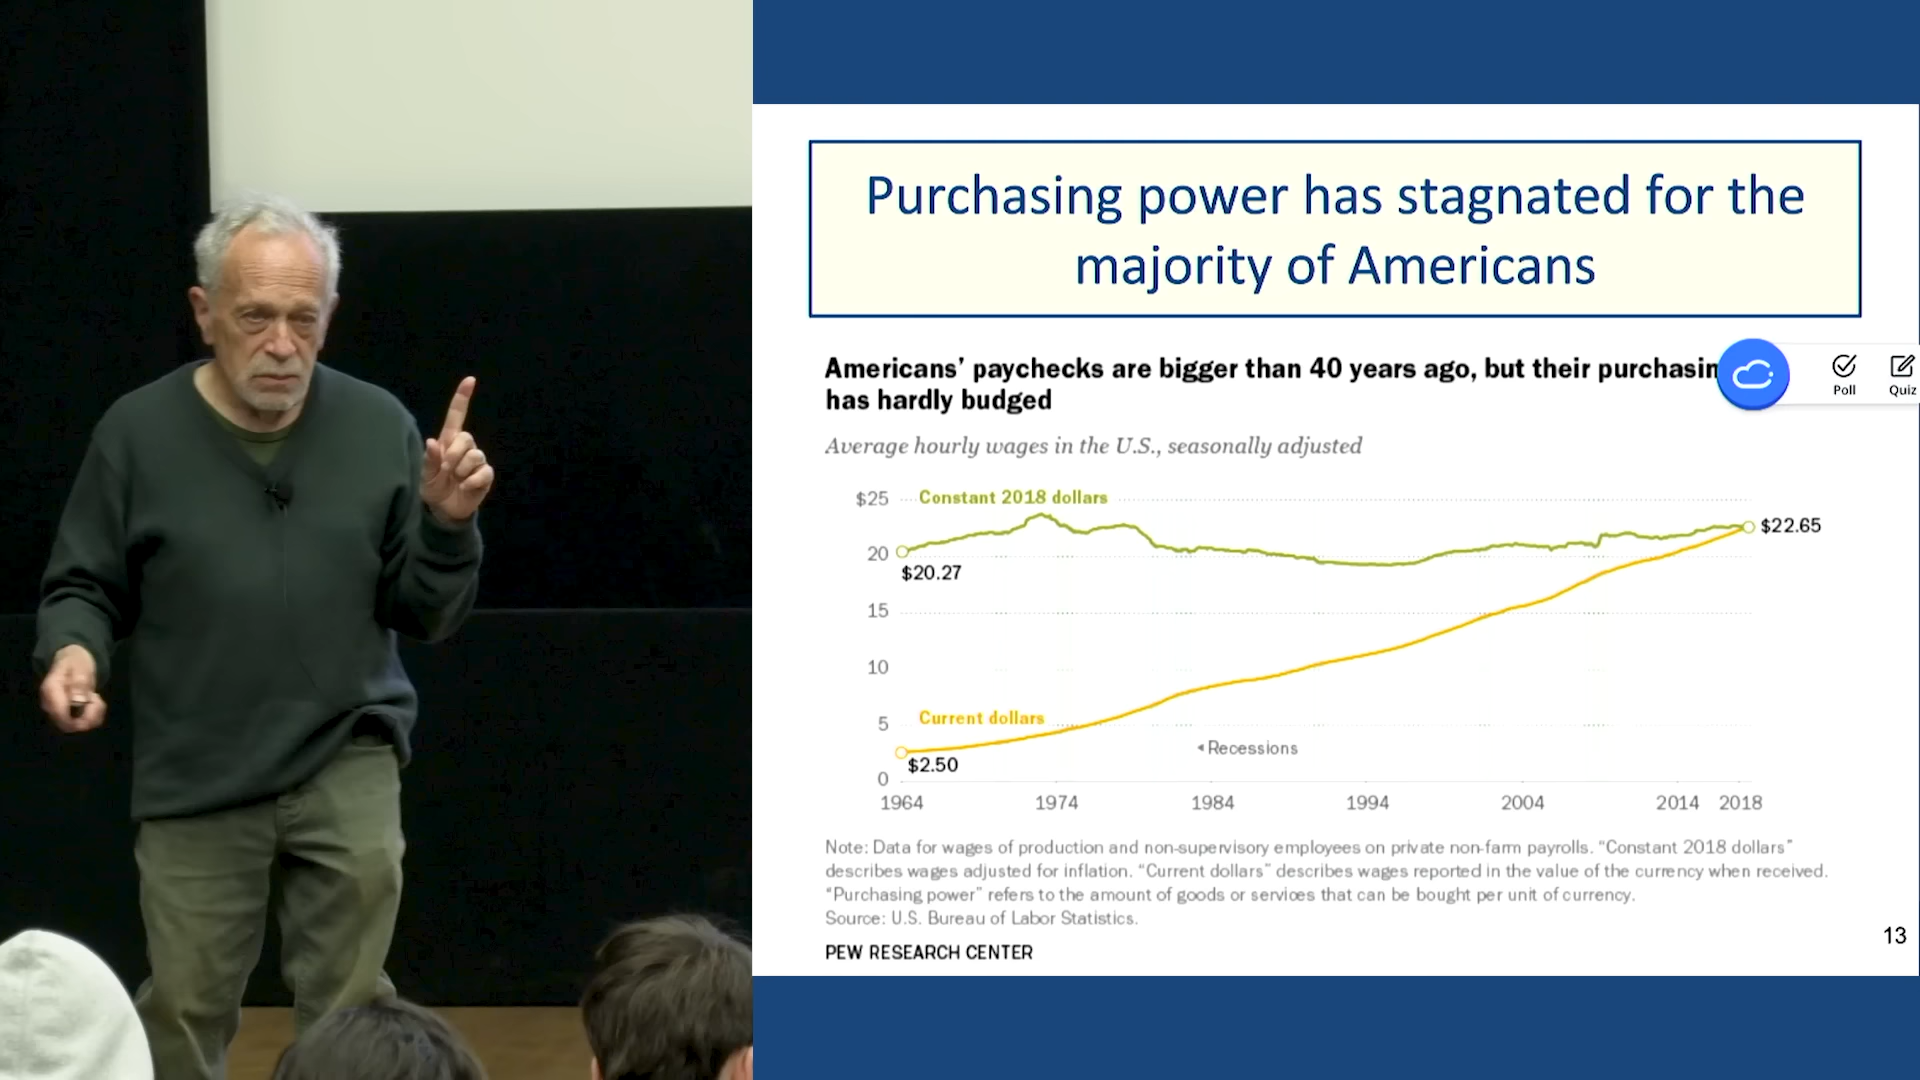 Purchasing power has stagnated for the
majority of Americans
Americans’ paychecks are bigger than 40 years ago, but their purchasin
has hardly budged
Poll
Quiz
Average hourly wages in the U.S., seasonally adjusted
$25
Constant 2018 dollars
$22.65
20
$20.27
15
10
5
Current dollars
◂Recessions
$2.50
0
1964 1974 1984 1994 2004 2014 2018
Note: Data for wages of production and non-supervisory employees on private non-farm payrolls. “Constant 2018 dollars”
describes wages adjusted for inflation. “Current dollars” describes wages reported in the value of the currency when received.
“Purchasing power” refers to the amount of goods or services that can be bought per unit of currency.
Source: U.S. Bureau of Labor Statistics.
13
PEW RESEARCH CENTER